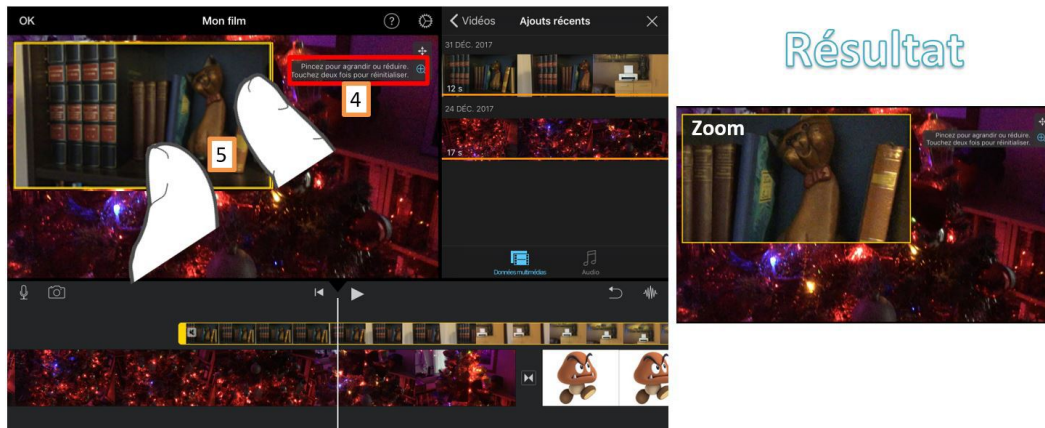 OK
Mon film
?
Vidéos
Ajouts récents
Pincez pour agrandir ou réduire.
Touchez deux fois pour réinitialiser.
4
5
31 DÉC. 2017
12 s
24 DÉC. 2017
17 s
Données multimédias
Audio
Résultat
Zoom
Pincez pour agrandir ou réduire.
Touchez deux fois pour réinitialiser.